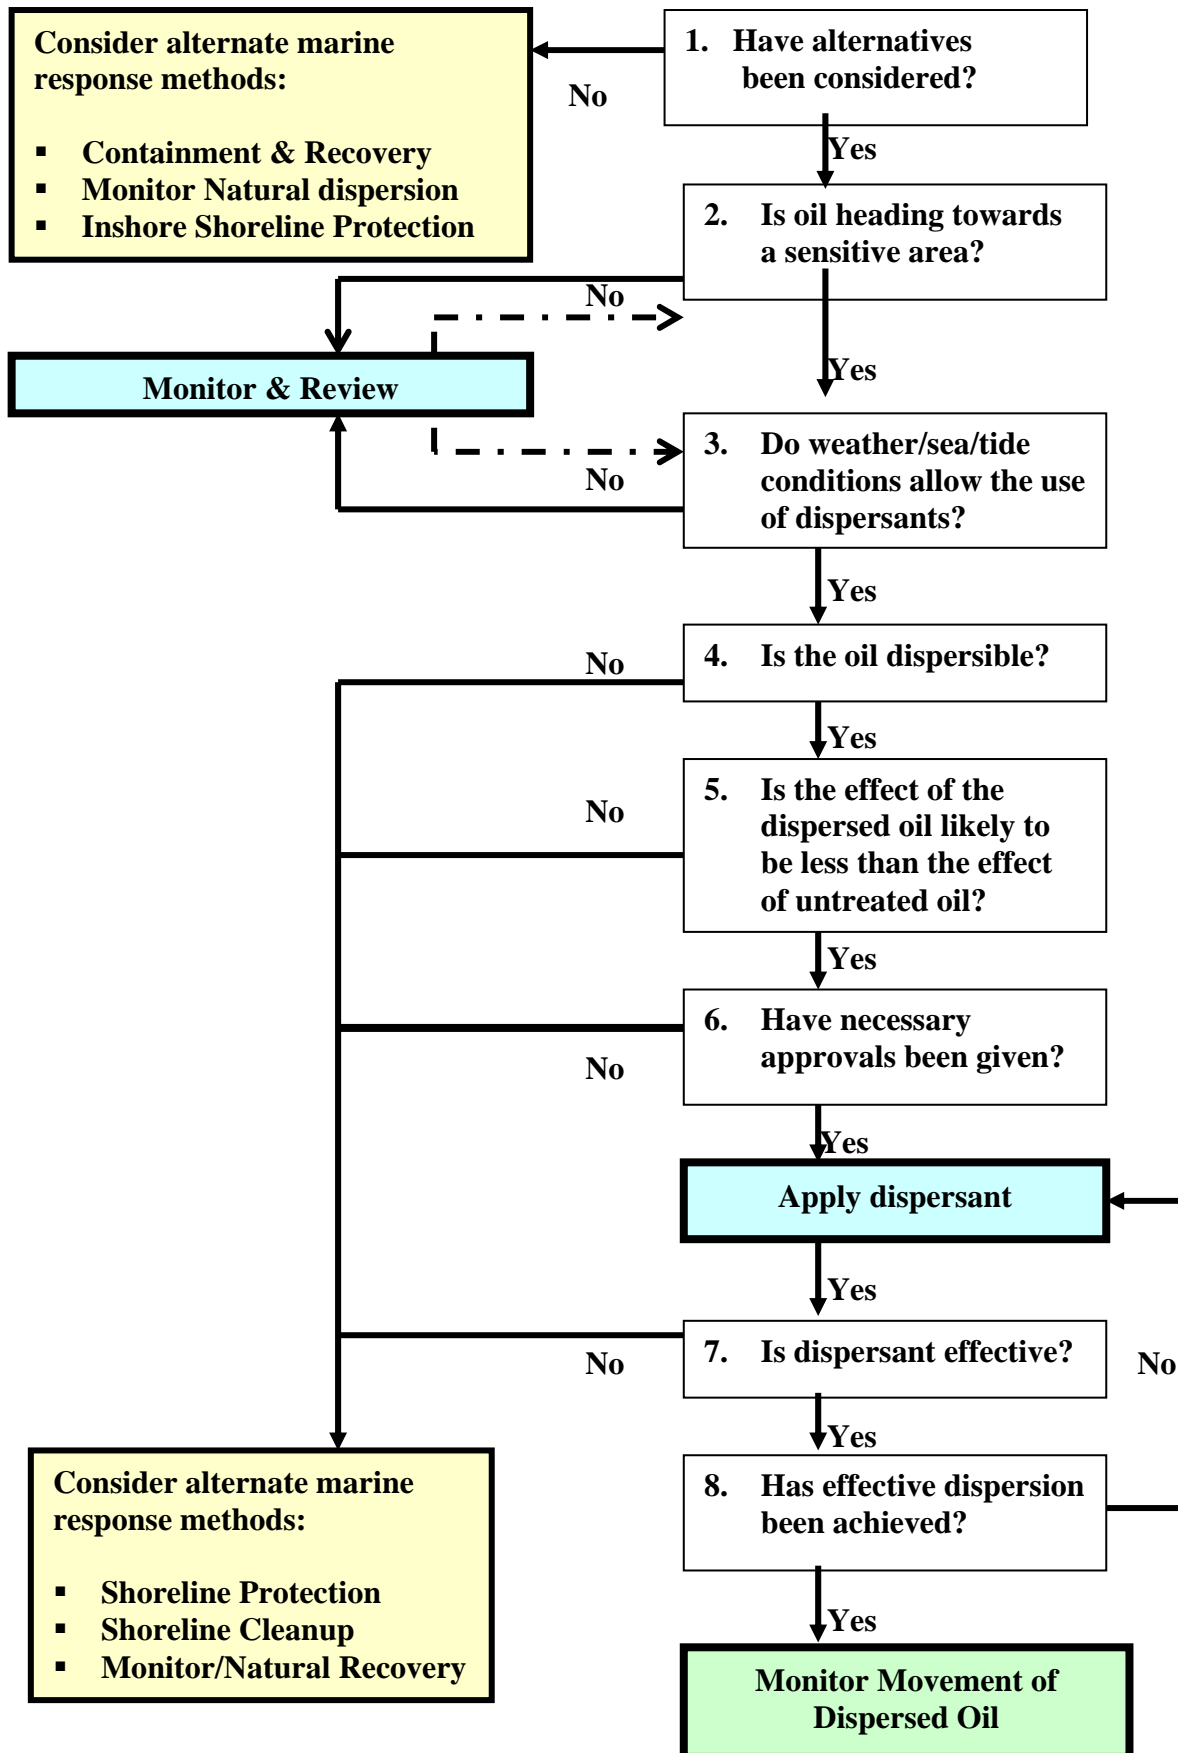 Consider alternate marine
response methods:
▪ Containment & Recovery
▪ Monitor Natural dispersion
▪ Inshore Shoreline Protection
1. Have alternatives
been considered?
No
Yes
2. Is oil heading towards
a sensitive area?
No
Yes
Monitor & Review
3. Do weather/sea/tide
conditions allow the use
of dispersants?
No
Yes
4. Is the oil dispersible?
No
Yes
5. Is the effect of the
dispersed oil likely to
be less than the effect
of untreated oil?
No
Yes
6. Have necessary
approvals been given?
No
Yes
Apply dispersant
Yes
7. Is dispersant effective?
No
No
Yes
8. Has effective dispersion
been achieved?
Yes
Consider alternate marine
response methods:
▪ Shoreline Protection
▪ Shoreline Cleanup
▪ Monitor/Natural Recovery
Monitor Movement of
Dispersed Oil